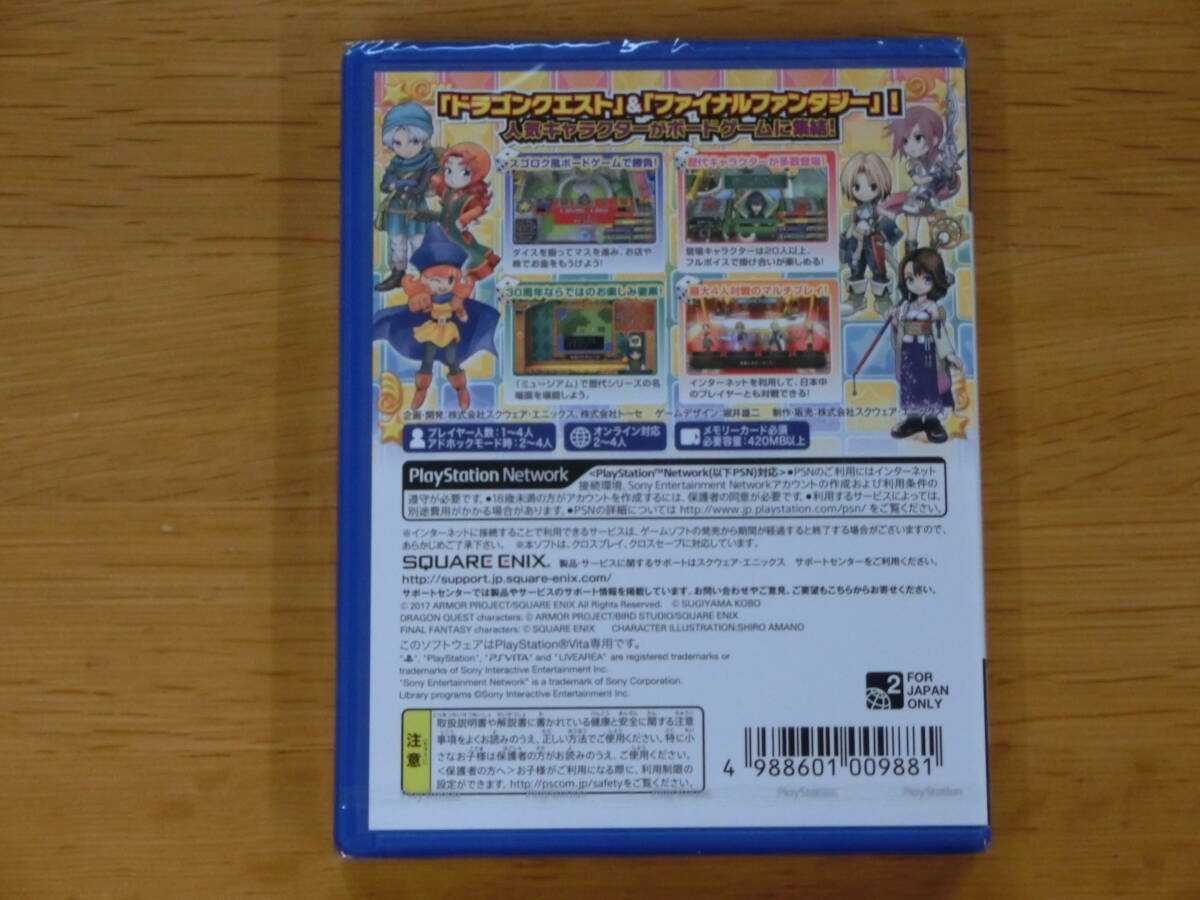 「ドラゴンクエスト」&「ファイナルファンタジー」!
人気キャラクターがボードゲームに集結!
スゴロク風ボードゲームで勝負!
ダイスを振ってマスを進み、お店や
株でお金をもうけよう!
歴代キャラクターが多数登場!
登場キャラクターは20人以上。
フルボイスで掛け合いが楽しめる!
30周年ならではのお楽しみ要素!
「ミュージアム」で歴代シリーズの名
場面を堪能しよう。
最大4人対戦のマルチプレイ!
インターネットを利用して、日本中
のプレイヤーとも対戦できる!
企画・開発:株式会社スクウェア・エニックス、株式会社トーセ ゲームデザイン:堀井雄二 制作・販売:株式会社スクウェア・エニックス
プレイヤー人数:1~4人
アドホックモード時:2~4人
オンライン対応
2~4人
メモリーカード必須
必要容量:420MB以上
PlayStation Network
<PlayStation™Network(以下PSN)対応>●PSNのご利用にはインターネット
接続環境、Sony Entertainment Networkアカウントの作成および利用条件の
遵守が必要です。●18歳未満の方がアカウントを作成するには、保護者の同意が必要です。●利用するサービスによっては、
別途費用がかかる場合があります。●PSNの詳細については http://www.jp.playstation.com/psn/ をご覧ください。
※インターネットに接続することで利用できるサービスは、ゲームソフトの発売から期間が経過すると終了する場合がございますので、
あらかじめご了承下さい。 ※本ソフトは、クロスプレイ、クロスセーブに対応しています。
SQUARE ENIX. 製品・サービスに関するサポートはスクウェア・エニックス サポートセンターをご利用ください。
http://support.jp.square-enix.com/
サポートセンターでは製品やサービスのサポート情報を掲載しています。お問い合わせやご意見、ご要望もこちらからお寄せください。
© 2017 ARMOR PROJECT/SQUARE ENIX All Rights Reserved. © SUGIYAMA KOBO
DRAGON QUEST characters: © ARMOR PROJECT/BIRD STUDIO/SQUARE ENIX
FINAL FANTASY characters: © SQUARE ENIX CHARACTER ILLUSTRATION:SHIRO AMANO
このソフトウェアはPlayStation®Vita専用です。
"", "PlayStation", "PSVITA" and "LIVEAREA" are registered trademarks or
trademarks of Sony Interactive Entertainment Inc.
"Sony Entertainment Network" is a trademark of Sony Corporation.
Library programs ©Sony Interactive Entertainment Inc.
2
FOR
JAPAN
ONLY
注意
取扱説明書や解説書に書かれている健康と安全に関する注意
事項をよくお読みのうえ、正しい方法でご使用ください。特に小
さなお子様は保護者の方がお読みのうえ、ご使用ください。
<保護者の方へ>お子様がご利用になる際に、利用制限の
設定ができます。http://pscom.jp/safetyをご覧ください。
4 988601 009881
PlayStation PlayStation PlayStation PlayStation PlayStation